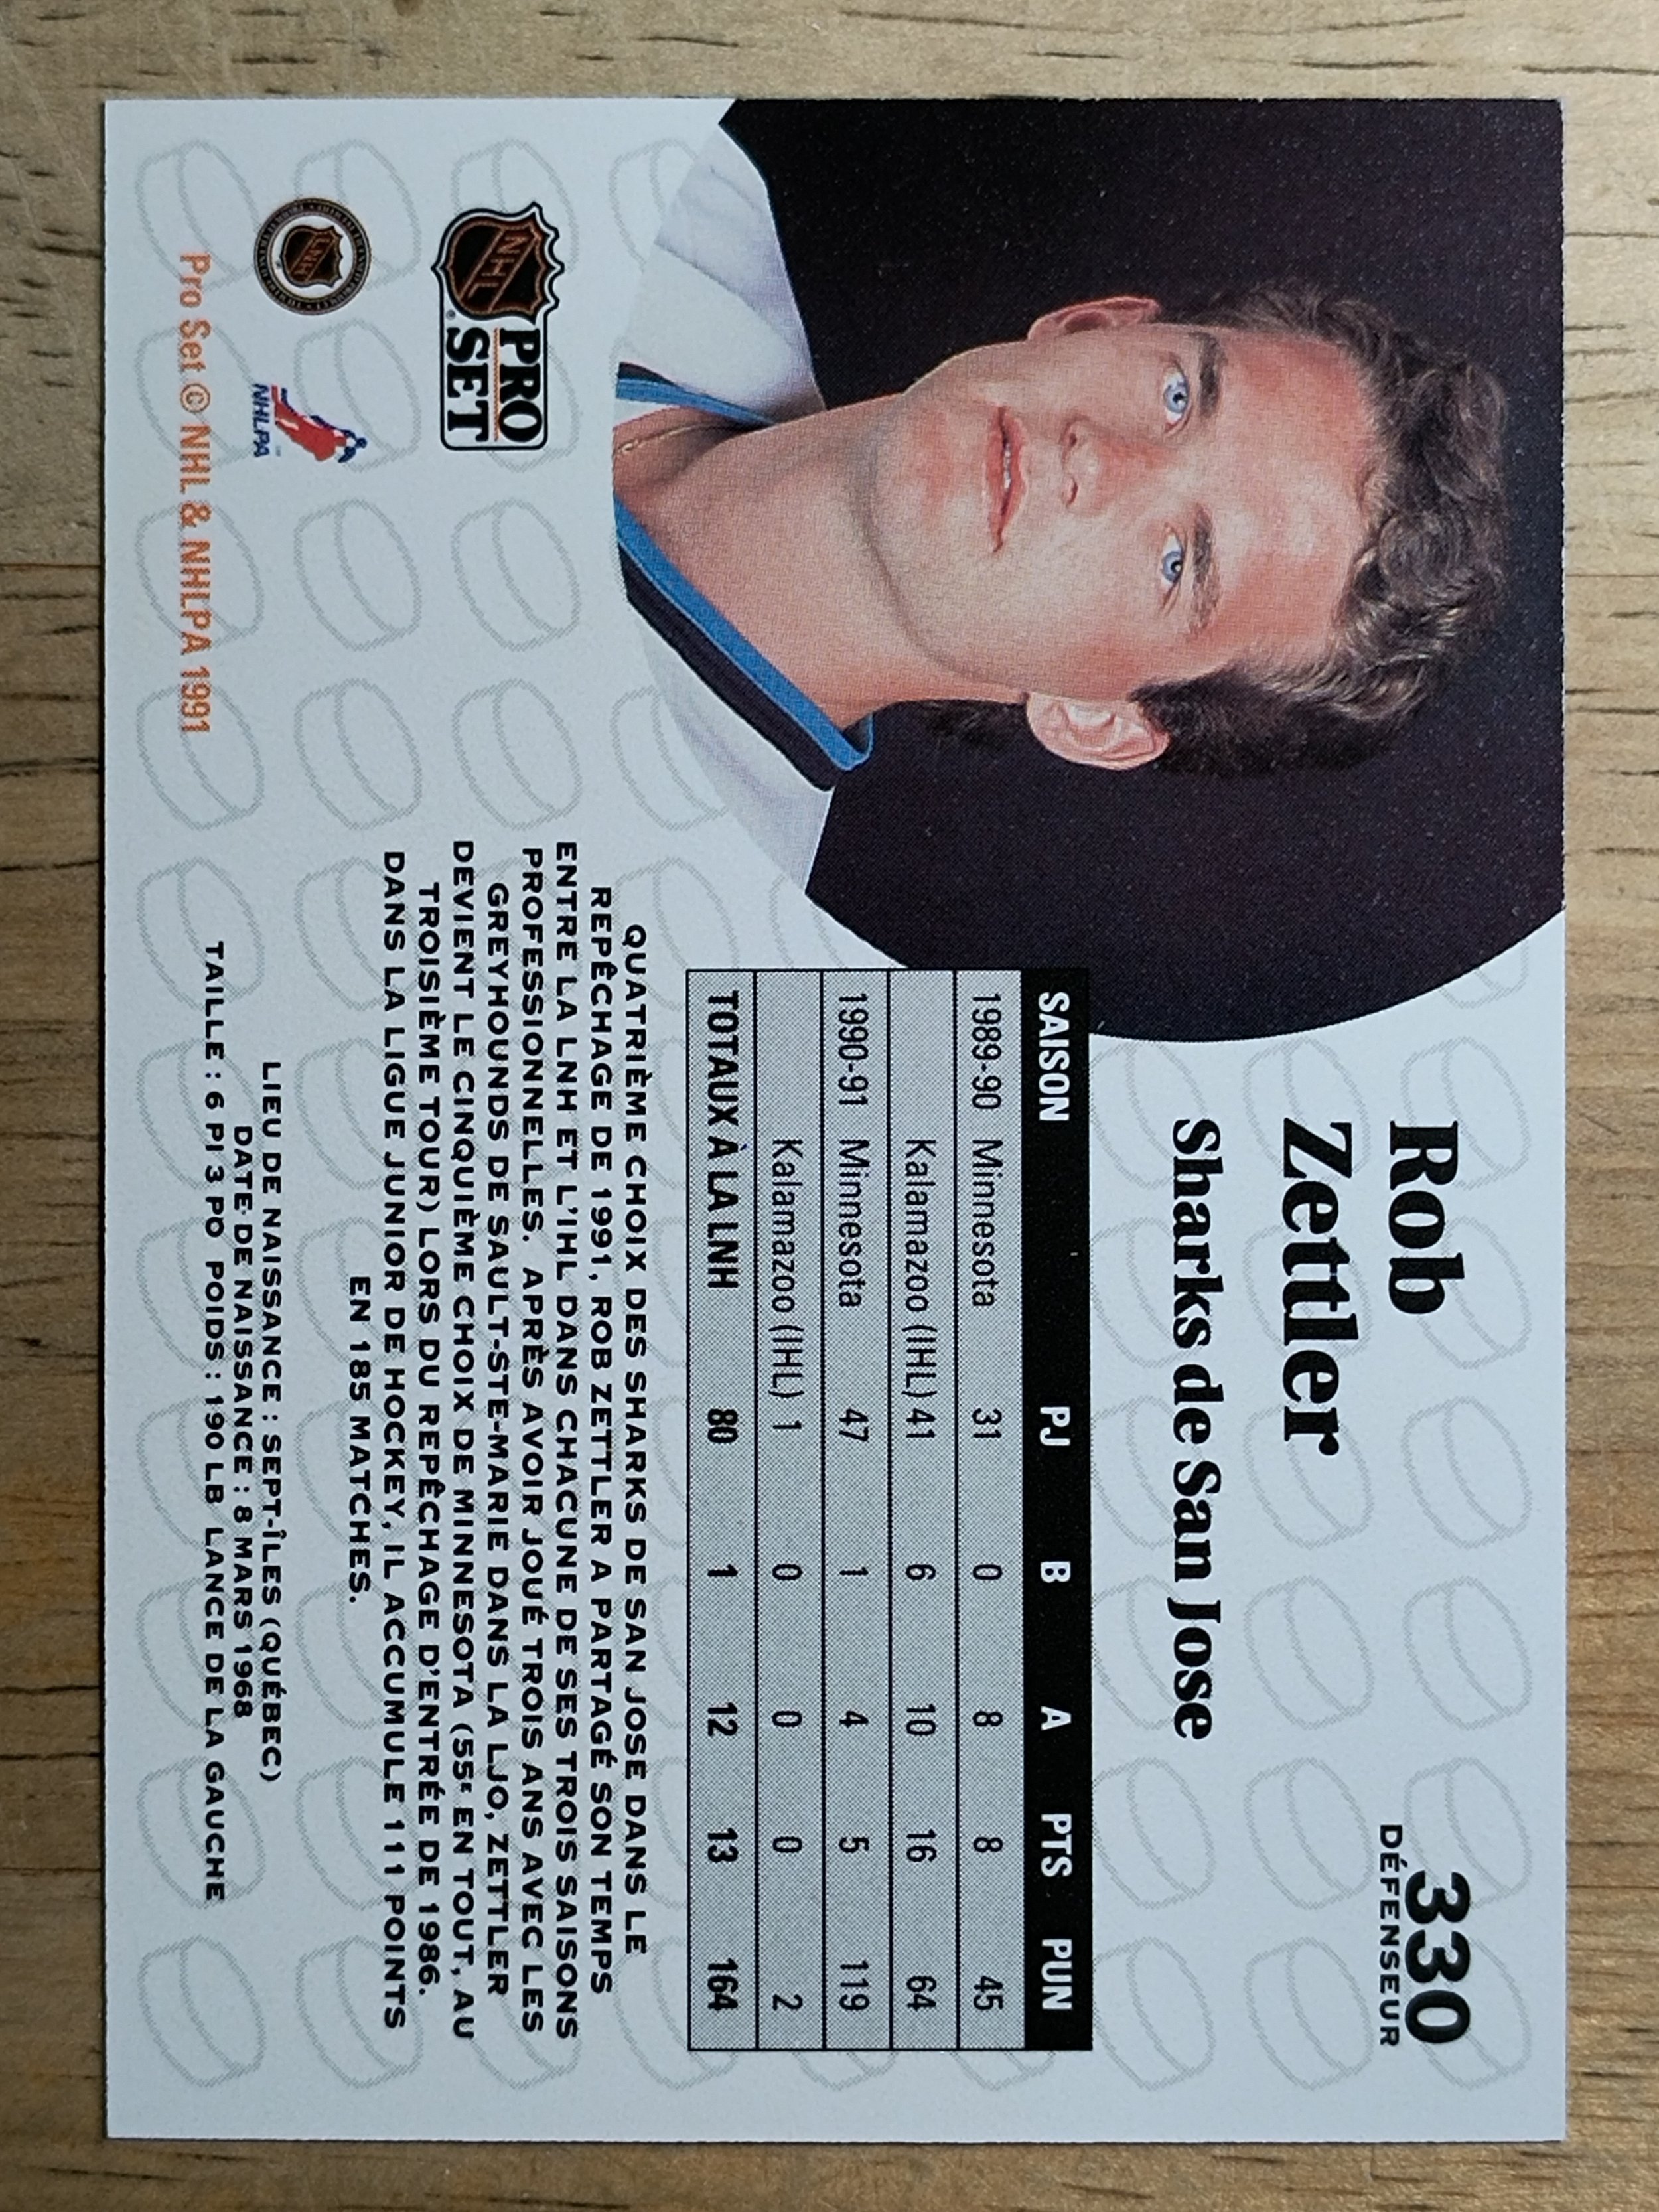 330
DÉFENSEUR
Rob
Zettler
Sharks de San Jose
SAISON PJ B A PTS PUN
1989-90 Minnesota 31 0 8 8 45
Kalamazoo (IHL) 41 6 10 16 64
1990-91 Minnesota 47 1 4 5 119
Kalamazoo (IHL) 1 0 0 0 2
TOTAUX À LA LNH 80 1 12 13 164
QUATRIÈME CHOIX DES SHARKS DE SAN JOSE DANS LE
REPÊCHAGE DE 1991, ROB ZETTLER A PARTAGÉ SON TEMPS
ENTRE LA LNH ET L'IHL DANS CHACUNE DE SES TROIS SAISONS
PROFESSIONNELLES. APRÈS AVOIR JOUÉ TROIS ANS AVEC LES
GREYHOUNDS DE SAULT-STE-MARIE DANS LA LJO, ZETTLER
DEVIENT LE CINQUIÈME CHOIX DE MINNESOTA (55E EN TOUT, AU
TROISIÈME TOUR) LORS DU REPÊCHAGE D'ENTRÉE DE 1986.
DANS LA LIGUE JUNIOR DE HOCKEY, IL ACCUMULE 111 POINTS
EN 185 MATCHES.
LIEU DE NAISSANCE : SEPT-ÎLES (QUÉBEC)
DATE DE NAISSANCE : 8 MARS 1968
TAILLE : 6 PI 3 PO POIDS : 190 LB LANCE DE LA GAUCHE
NHL PRO SET ®
NHL
NHLPA
Pro Set © NHL & NHLPA 1991